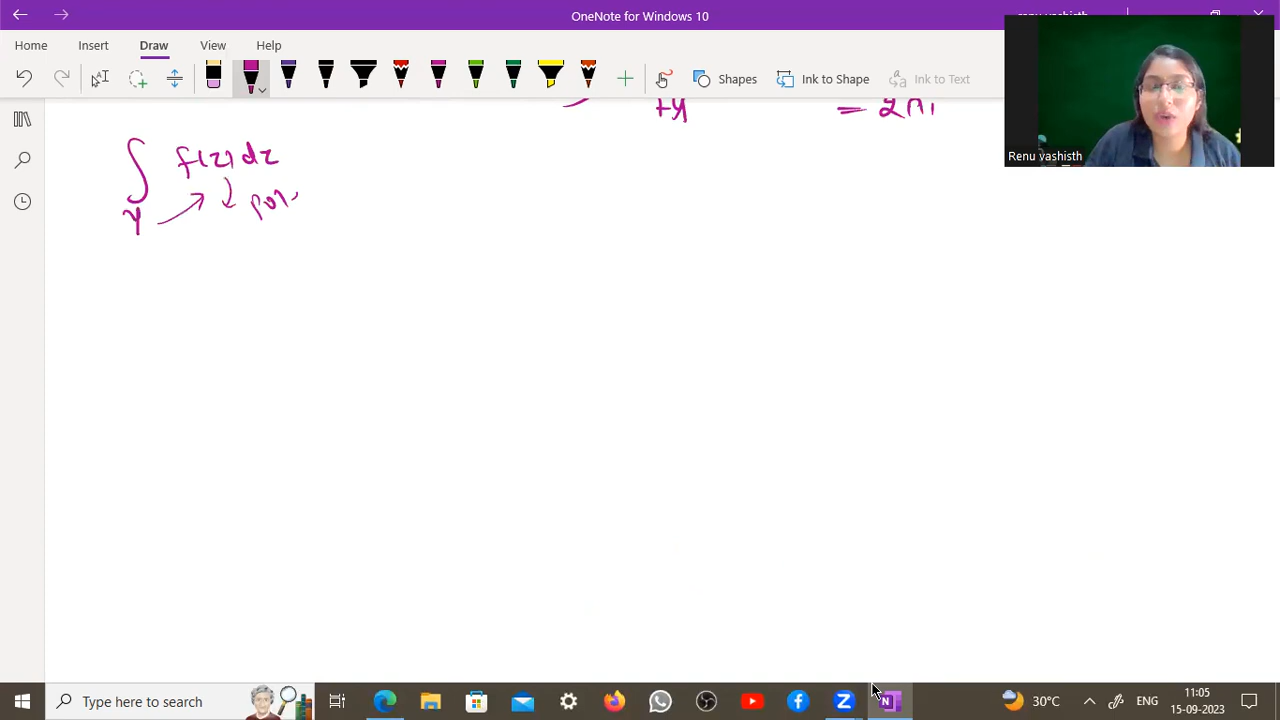 OneNote for Windows 10
Home Insert Draw View Help
Shapes Ink to Shape Ink to Text
Renu vashisth
= 2πi
∫γ f(z) dz
Type here to search
30°C ENG 11:05
15-09-2023